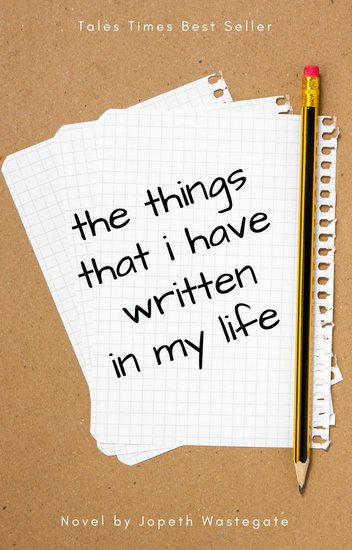 Tales Times Best Seller
the things
that i have
written
in my life
Novel by Jopeth Wastegate